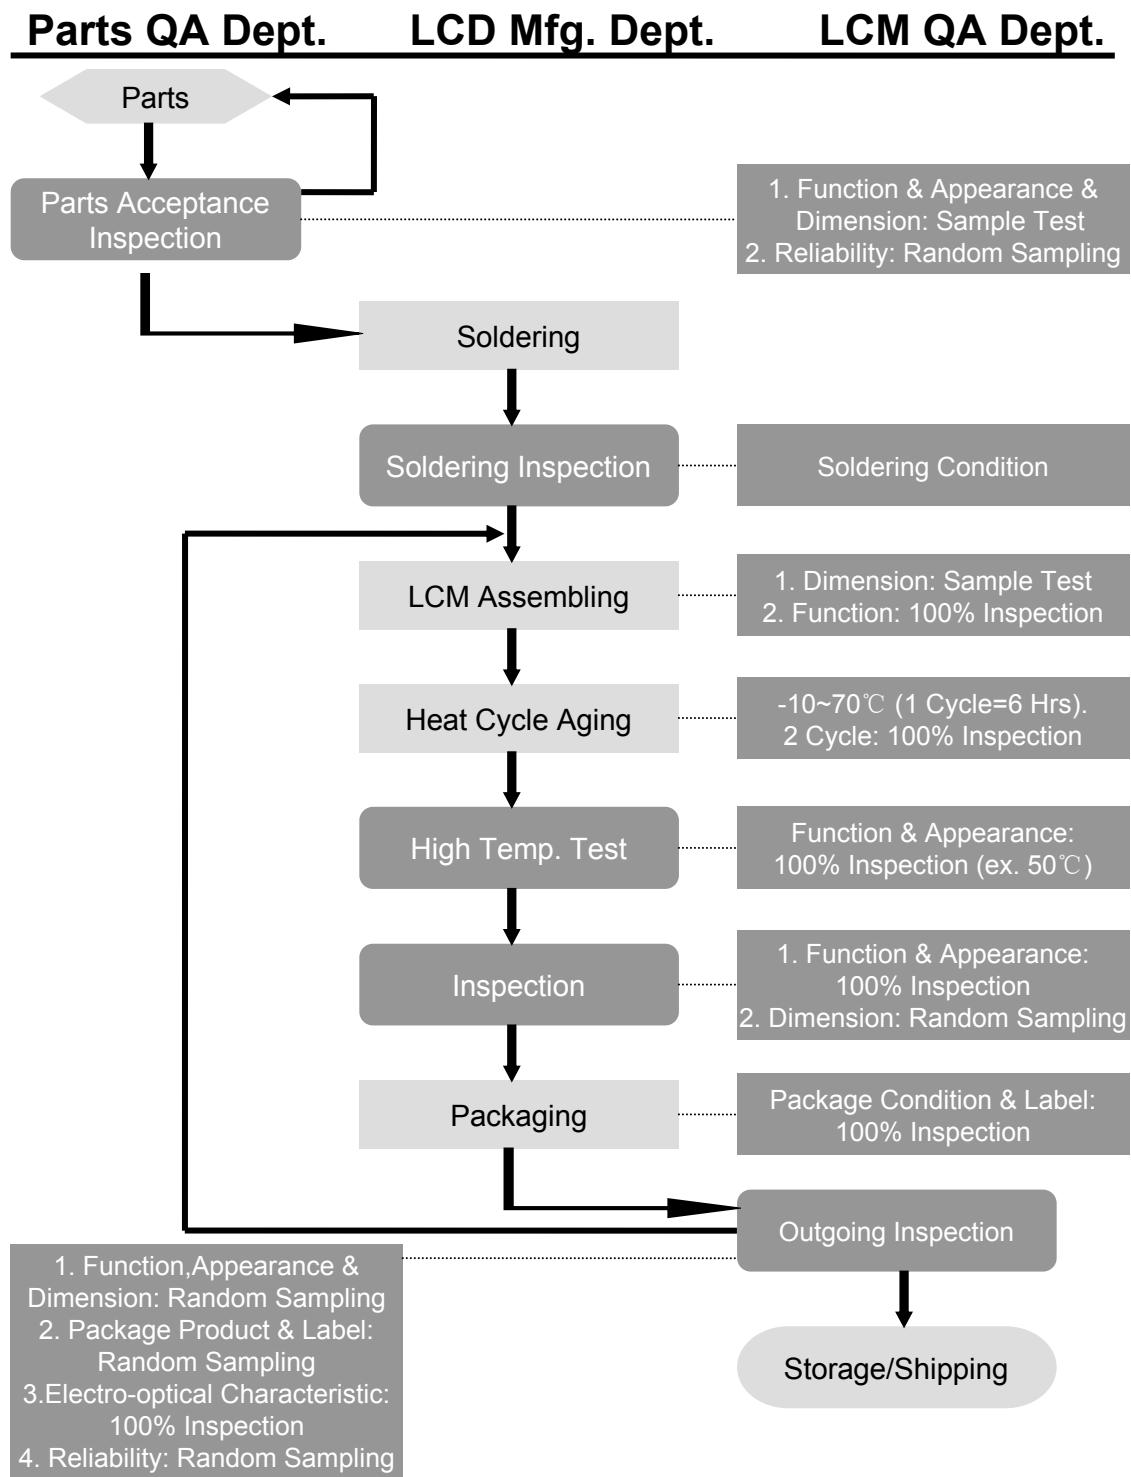 Parts QA Dept.
LCD Mfg. Dept.
LCM QA Dept.
Parts
Parts Acceptance
Inspection
1. Function & Appearance &
Dimension: Sample Test
2. Reliability: Random Sampling
Soldering
Soldering Inspection
Soldering Condition
LCM Assembling
1. Dimension: Sample Test
2. Function: 100% Inspection
Heat Cycle Aging
-10~70℃ (1 Cycle=6 Hrs).
2 Cycle: 100% Inspection
High Temp. Test
Function & Appearance:
100% Inspection (ex. 50℃)
Inspection
1. Function & Appearance:
100% Inspection
2. Dimension: Random Sampling
Packaging
Package Condition & Label:
100% Inspection
Outgoing Inspection
1. Function,Appearance &
Dimension: Random Sampling
2. Package Product & Label:
Random Sampling
3.Electro-optical Characteristic:
100% Inspection
4. Reliability: Random Sampling
Storage/Shipping